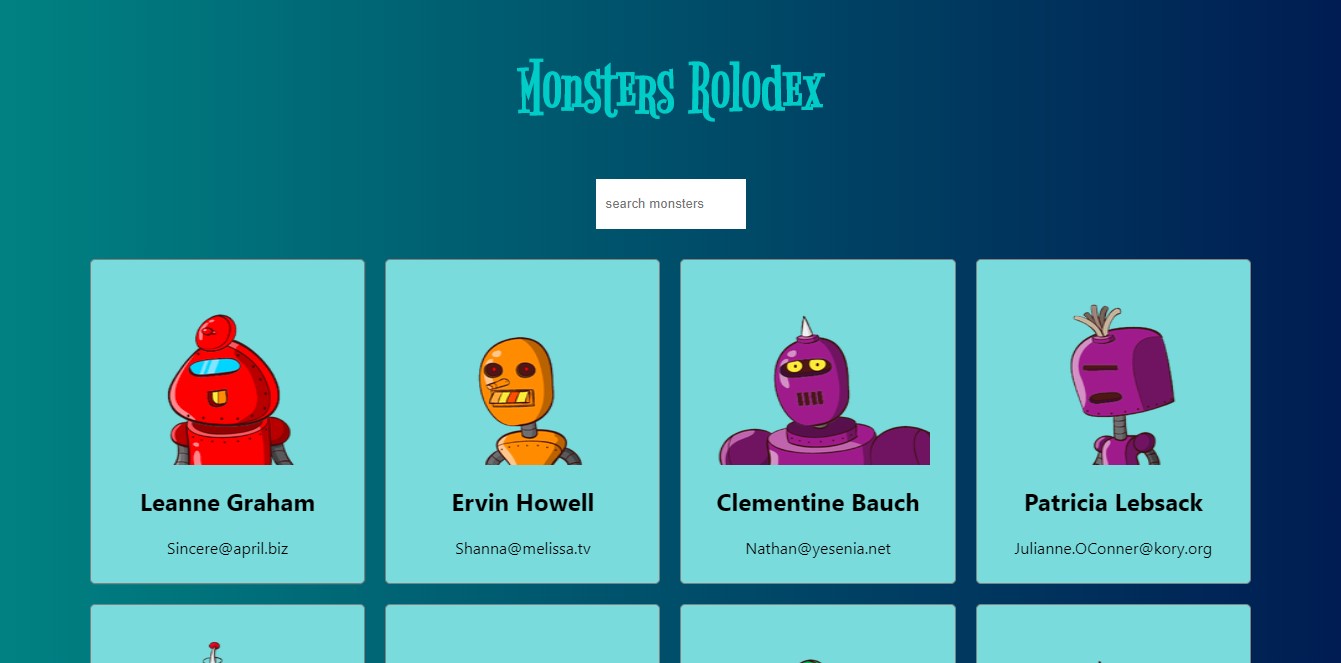 Monsters Rolodex
search monsters
Leanne Graham
Sincere@april.biz
Ervin Howell
Shanna@melissa.tv
Clementine Bauch
Nathan@yesenia.net
Patricia Lebsack
Julianne.OConner@kory.org